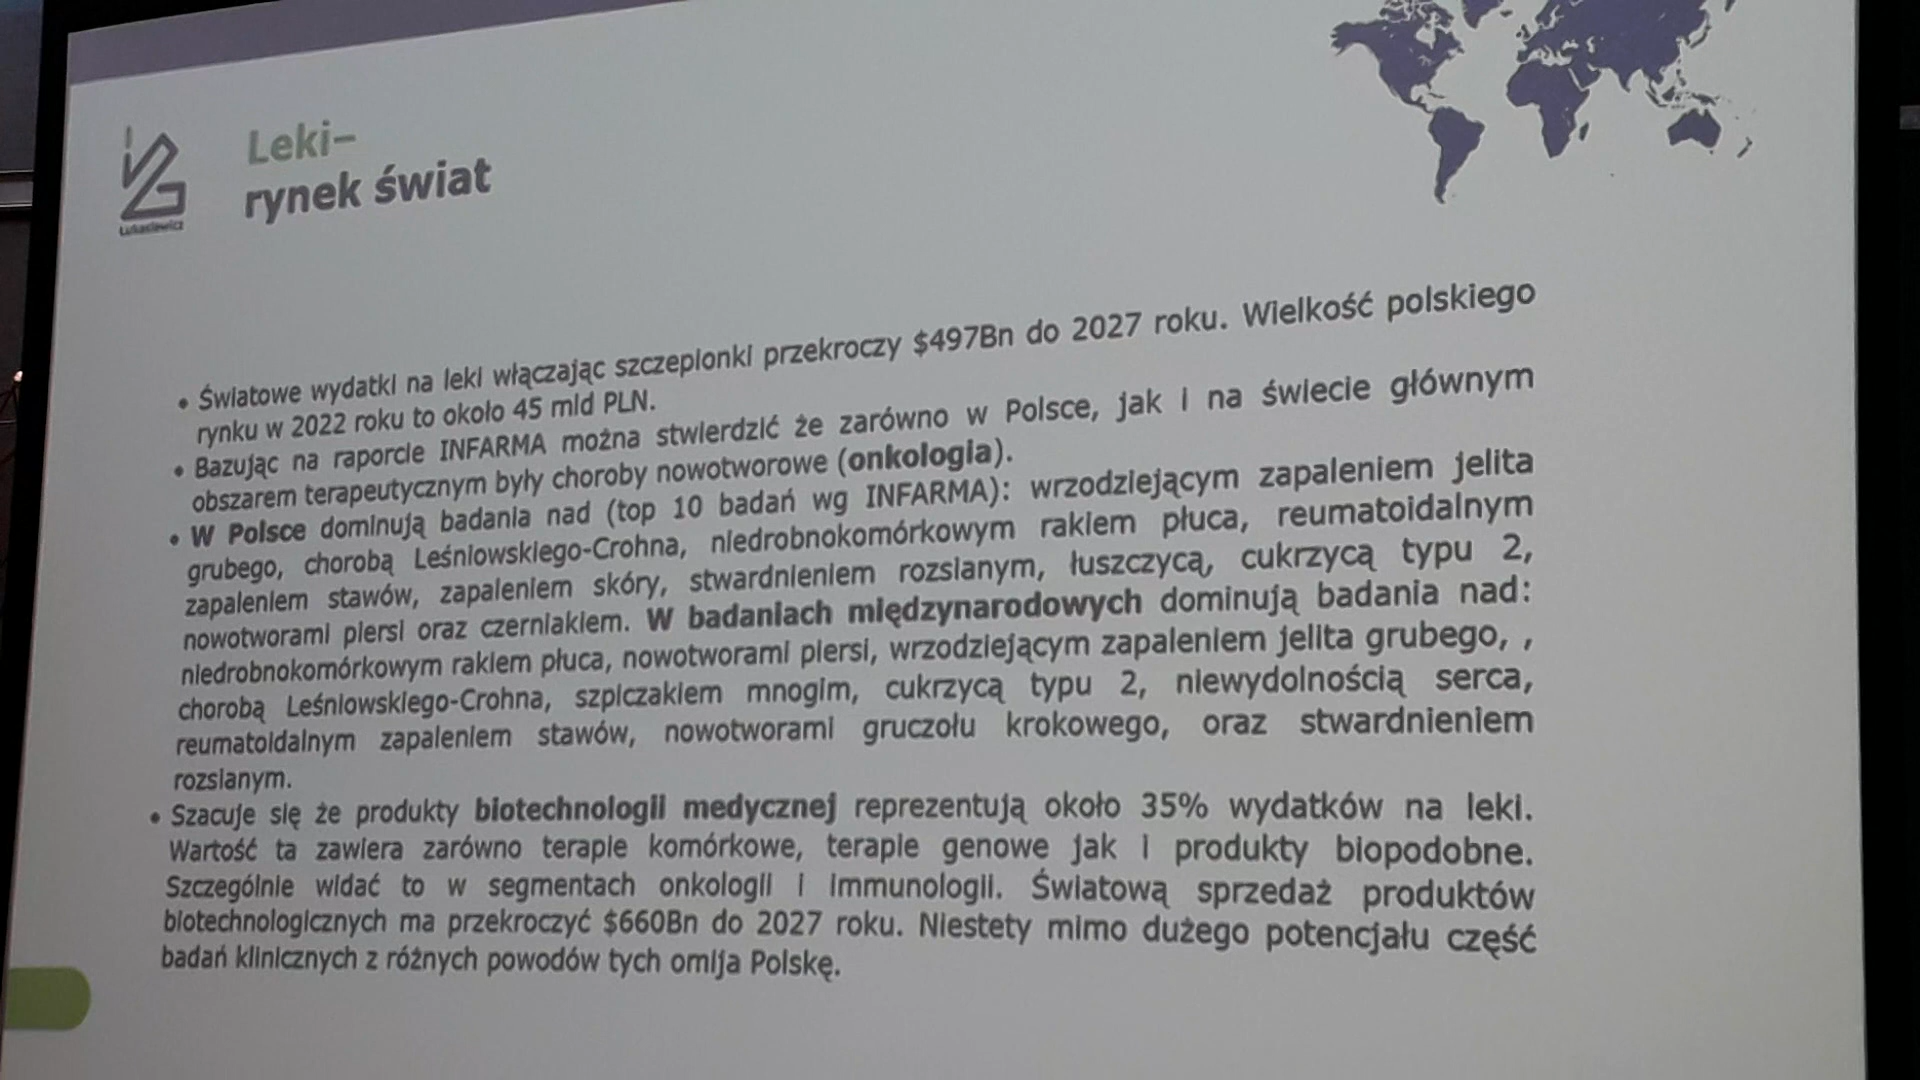 Łukasiewicz
Leki–
rynek świat
• Światowe wydatki na leki włączając szczepionki przekroczy $497Bn do 2027 roku. Wielkość polskiego
rynku w 2022 roku to około 45 mld PLN.
• Bazując na raporcie INFARMA można stwierdzić że zarówno w Polsce, jak i na świecie głównym
obszarem terapeutycznym były choroby nowotworowe (onkologia).
• W Polsce dominują badania nad (top 10 badań wg INFARMA): wrzodziejącym zapaleniem jelita
grubego, chorobą Leśniowskiego-Crohna, niedrobnokomórkowym rakiem płuca, reumatoidalnym
zapaleniem stawów, zapaleniem skóry, stwardnieniem rozsianym, łuszczycą, cukrzycą typu 2,
nowotworami piersi oraz czerniakiem. W badaniach międzynarodowych dominują badania nad:
niedrobnokomórkowym rakiem płuca, nowotworami piersi, wrzodziejącym zapaleniem jelita grubego, ,
chorobą Leśniowskiego-Crohna, szpiczakiem mnogim, cukrzycą typu 2, niewydolnością serca,
reumatoidalnym zapaleniem stawów, nowotworami gruczołu krokowego, oraz stwardnieniem
rozsianym.
• Szacuje się że produkty biotechnologii medycznej reprezentują około 35% wydatków na leki.
Wartość ta zawiera zarówno terapie komórkowe, terapie genowe jak i produkty biopodobne.
Szczególnie widać to w segmentach onkologii i immunologii. Światową sprzedaż produktów
biotechnologicznych ma przekroczyć $660Bn do 2027 roku. Niestety mimo dużego potencjału część
badań klinicznych z różnych powodów tych omija Polskę.